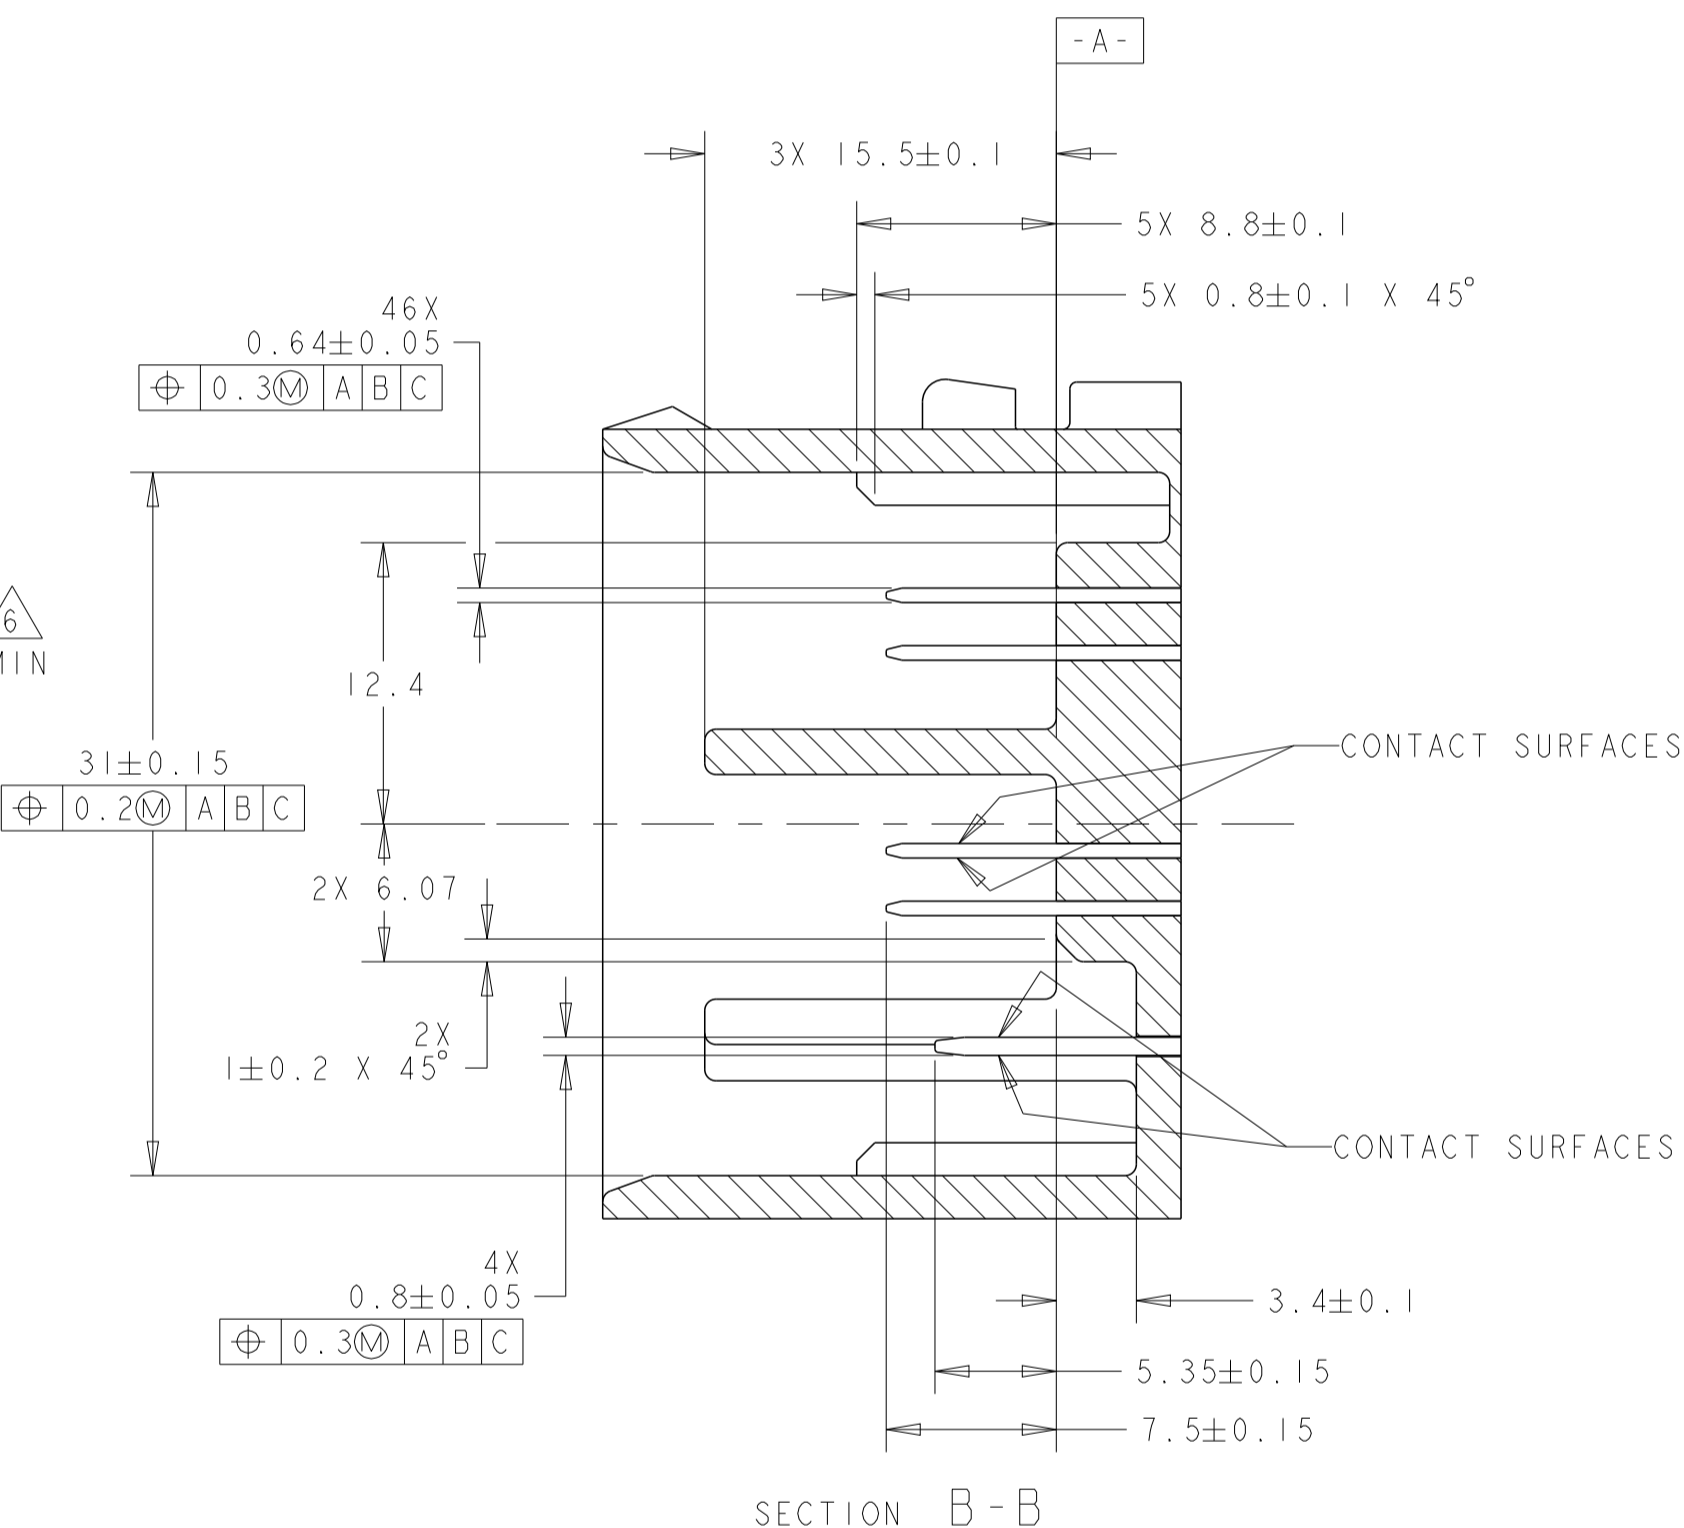 -A-
3X 15.5±0.1
5X 8.8±0.1
5X 0.8±0.1 X 45°
46X
0.64±0.05
⌖ 0.3Ⓜ A B C
6
MIN
12.4
CONTACT SURFACES
31±0.15
⌖ 0.2Ⓜ A B C
2X 6.07
2X
1±0.2 X 45°
CONTACT SURFACES
4X
0.8±0.05
⌖ 0.3Ⓜ A B C
3.4±0.1
5.35±0.15
7.5±0.15
SECTION B-B